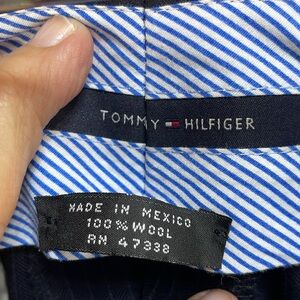 TOMMY HILFIGER
MADE IN MEXICO
100% WOOL
RN 47338